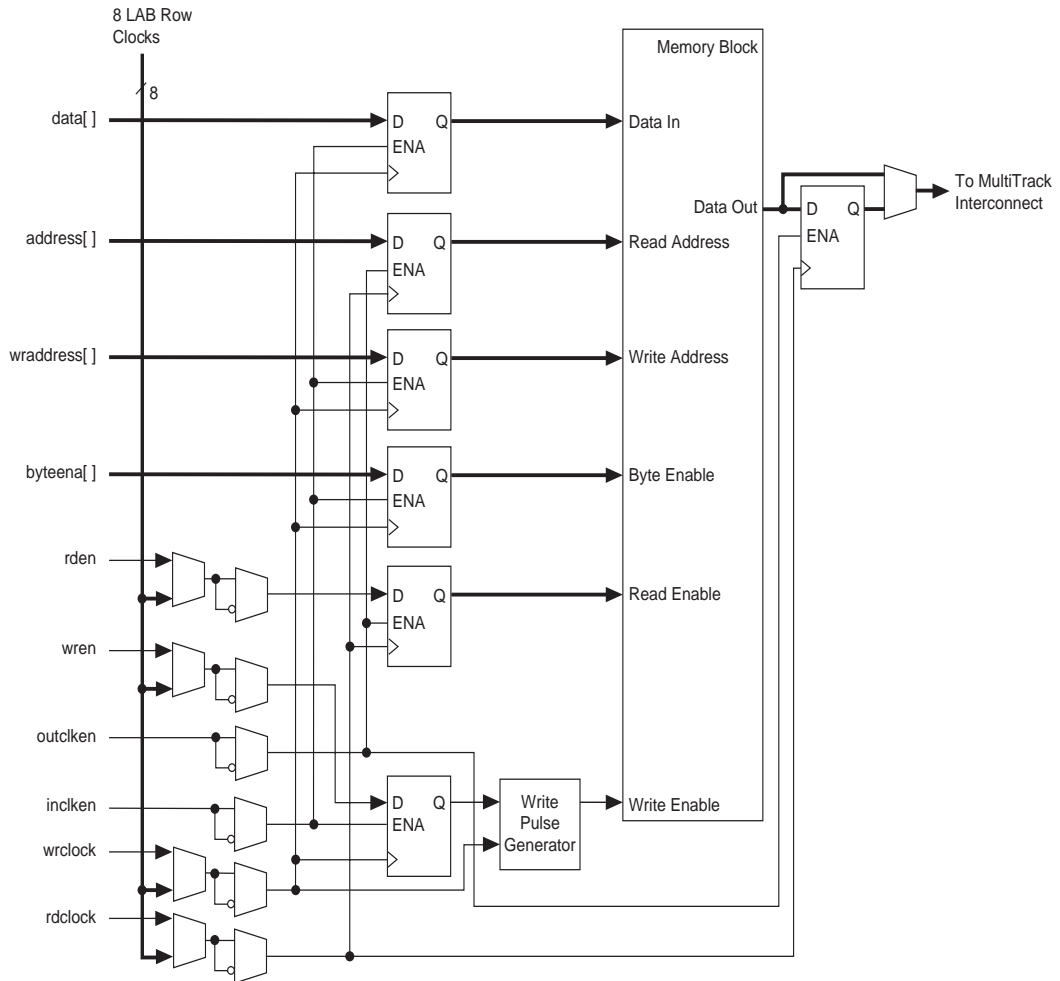 8 LAB Row
Clocks
Memory Block
8
data[ ]
D Q
ENA
Data In
To MultiTrack
Interconnect
Data Out
D Q
ENA
address[ ]
D Q
ENA
Read Address
wraddress[ ]
D Q
ENA
Write Address
byteena[ ]
D Q
ENA
Byte Enable
rden
D Q
ENA
Read Enable
wren
outclken
inclken
D Q
ENA
Write
Pulse
Generator
Write Enable
wrclock
rdclock